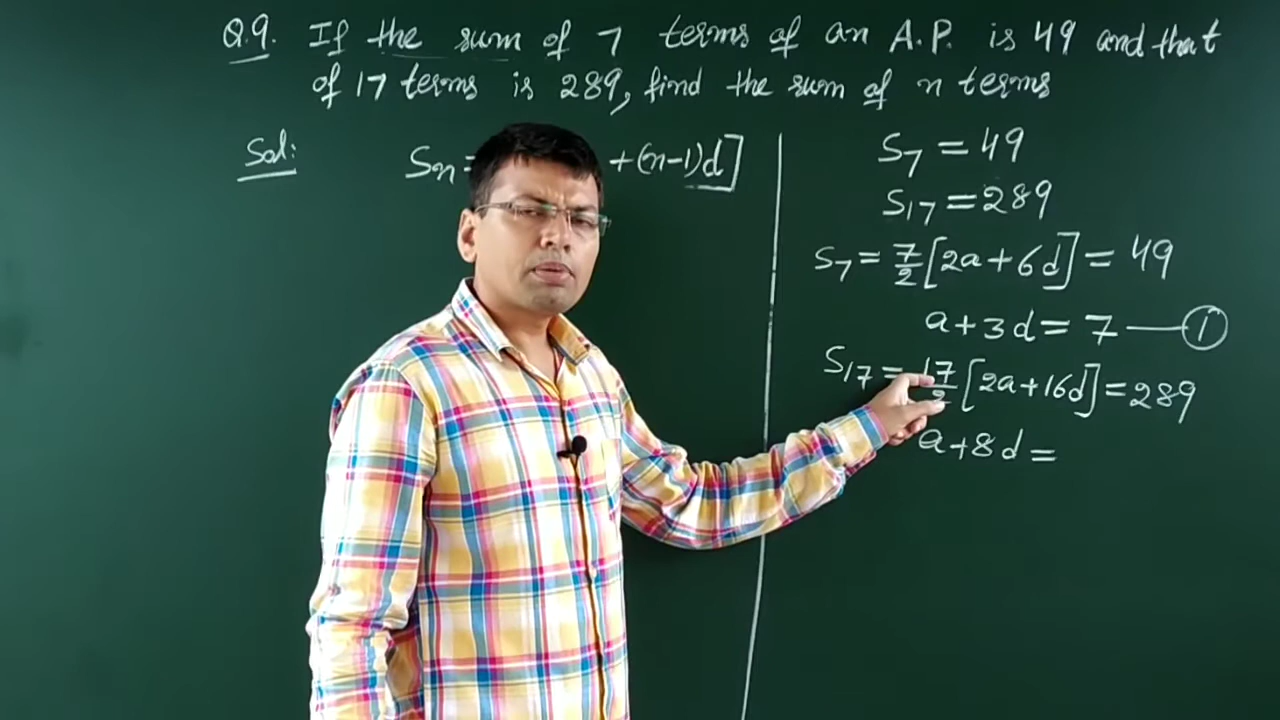 Q.9. If the sum of 7 terms of an A.P. is 49 and that
of 17 terms is 289, find the sum of n terms
Sol:
Sn= +(n-1)d]
S7 = 49
S17 = 289
S7 = 7/2[2a+6d] = 49
a+3d = 7 — 1
S17 = 17/2[2a+16d] = 289
a+8d =